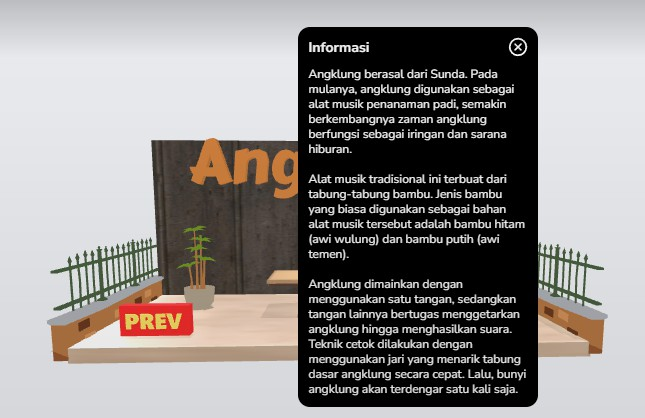 Informasi
Angklung berasal dari Sunda. Pada
mulanya, angklung digunakan sebagai
alat musik penanaman padi, semakin
berkembangnya zaman angklung
berfungsi sebagai iringan dan sarana
hiburan.
Alat musik tradisional ini terbuat dari
tabung-tabung bambu. Jenis bambu
yang biasa digunakan sebagai bahan
alat musik tersebut adalah bambu hitam
(awi wulung) dan bambu putih (awi
temen).
Angklung dimainkan dengan
menggunakan satu tangan, sedangkan
tangan lainnya bertugas menggetarkan
angklung hingga menghasilkan suara.
Teknik cetok dilakukan dengan
menggunakan jari yang menarik tabung
dasar angklung secara cepat. Lalu, bunyi
angklung akan terdengar satu kali saja.
Ang
PREV